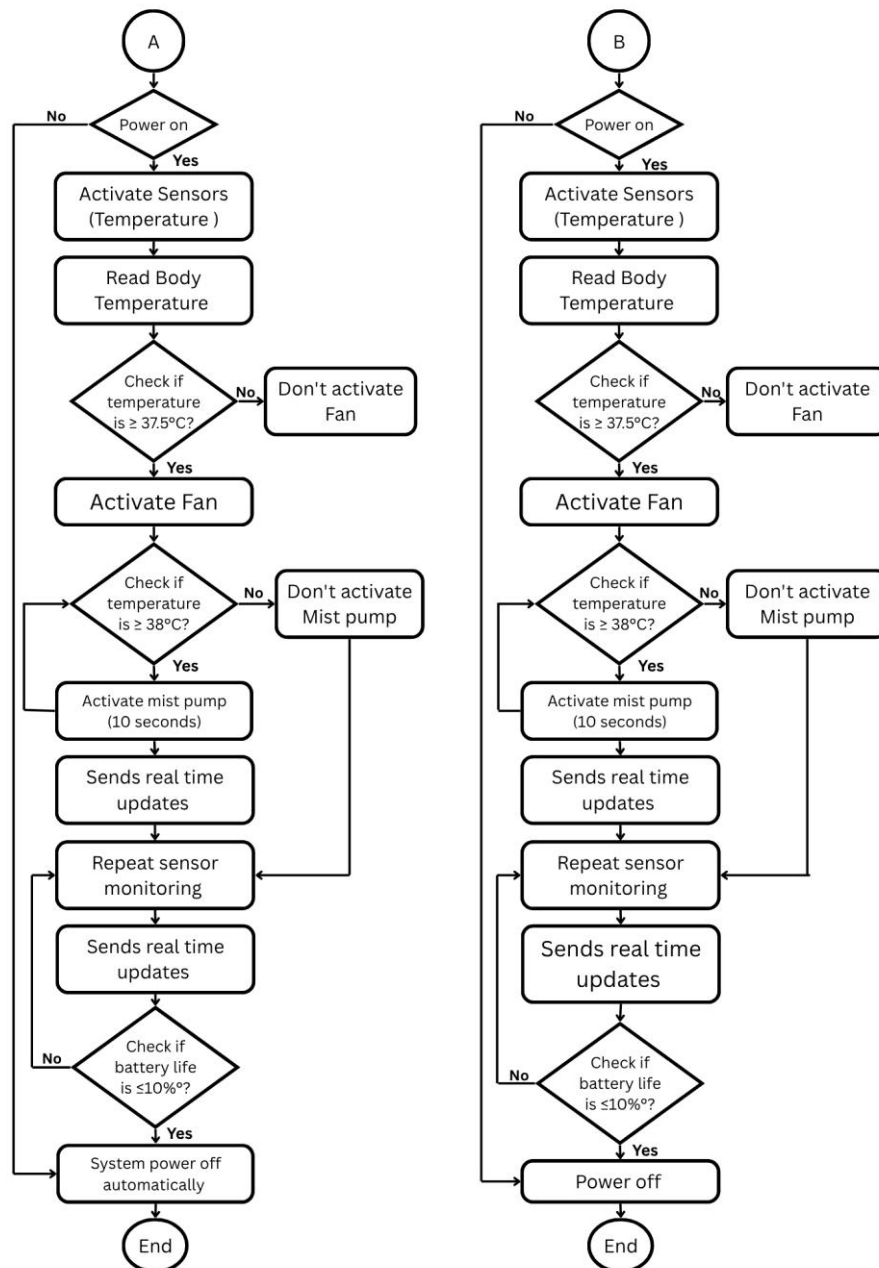 A
Power on
No
Yes
Activate Sensors
(Temperature )
Read Body
Temperature
Check if
temperature
is ≥ 37.5°C?
No
Don't activate
Fan
Yes
Activate Fan
Check if
temperature
is ≥ 38°C?
No
Don't activate
Mist pump
Yes
Activate mist pump
(10 seconds)
Sends real time
updates
Repeat sensor
monitoring
Sends real time
updates
Check if
battery life
is ≤10%°?
No
Yes
System power off
automatically
End
B
Power on
No
Yes
Activate Sensors
(Temperature )
Read Body
Temperature
Check if
temperature
is ≥ 37.5°C?
No
Don't activate
Fan
Yes
Activate Fan
Check if
temperature
is ≥ 38°C?
No
Don't activate
Mist pump
Yes
Activate mist pump
(10 seconds)
Sends real time
updates
Repeat sensor
monitoring
Sends real time
updates
Check if
battery life
is ≤10%°?
No
Yes
Power off
End